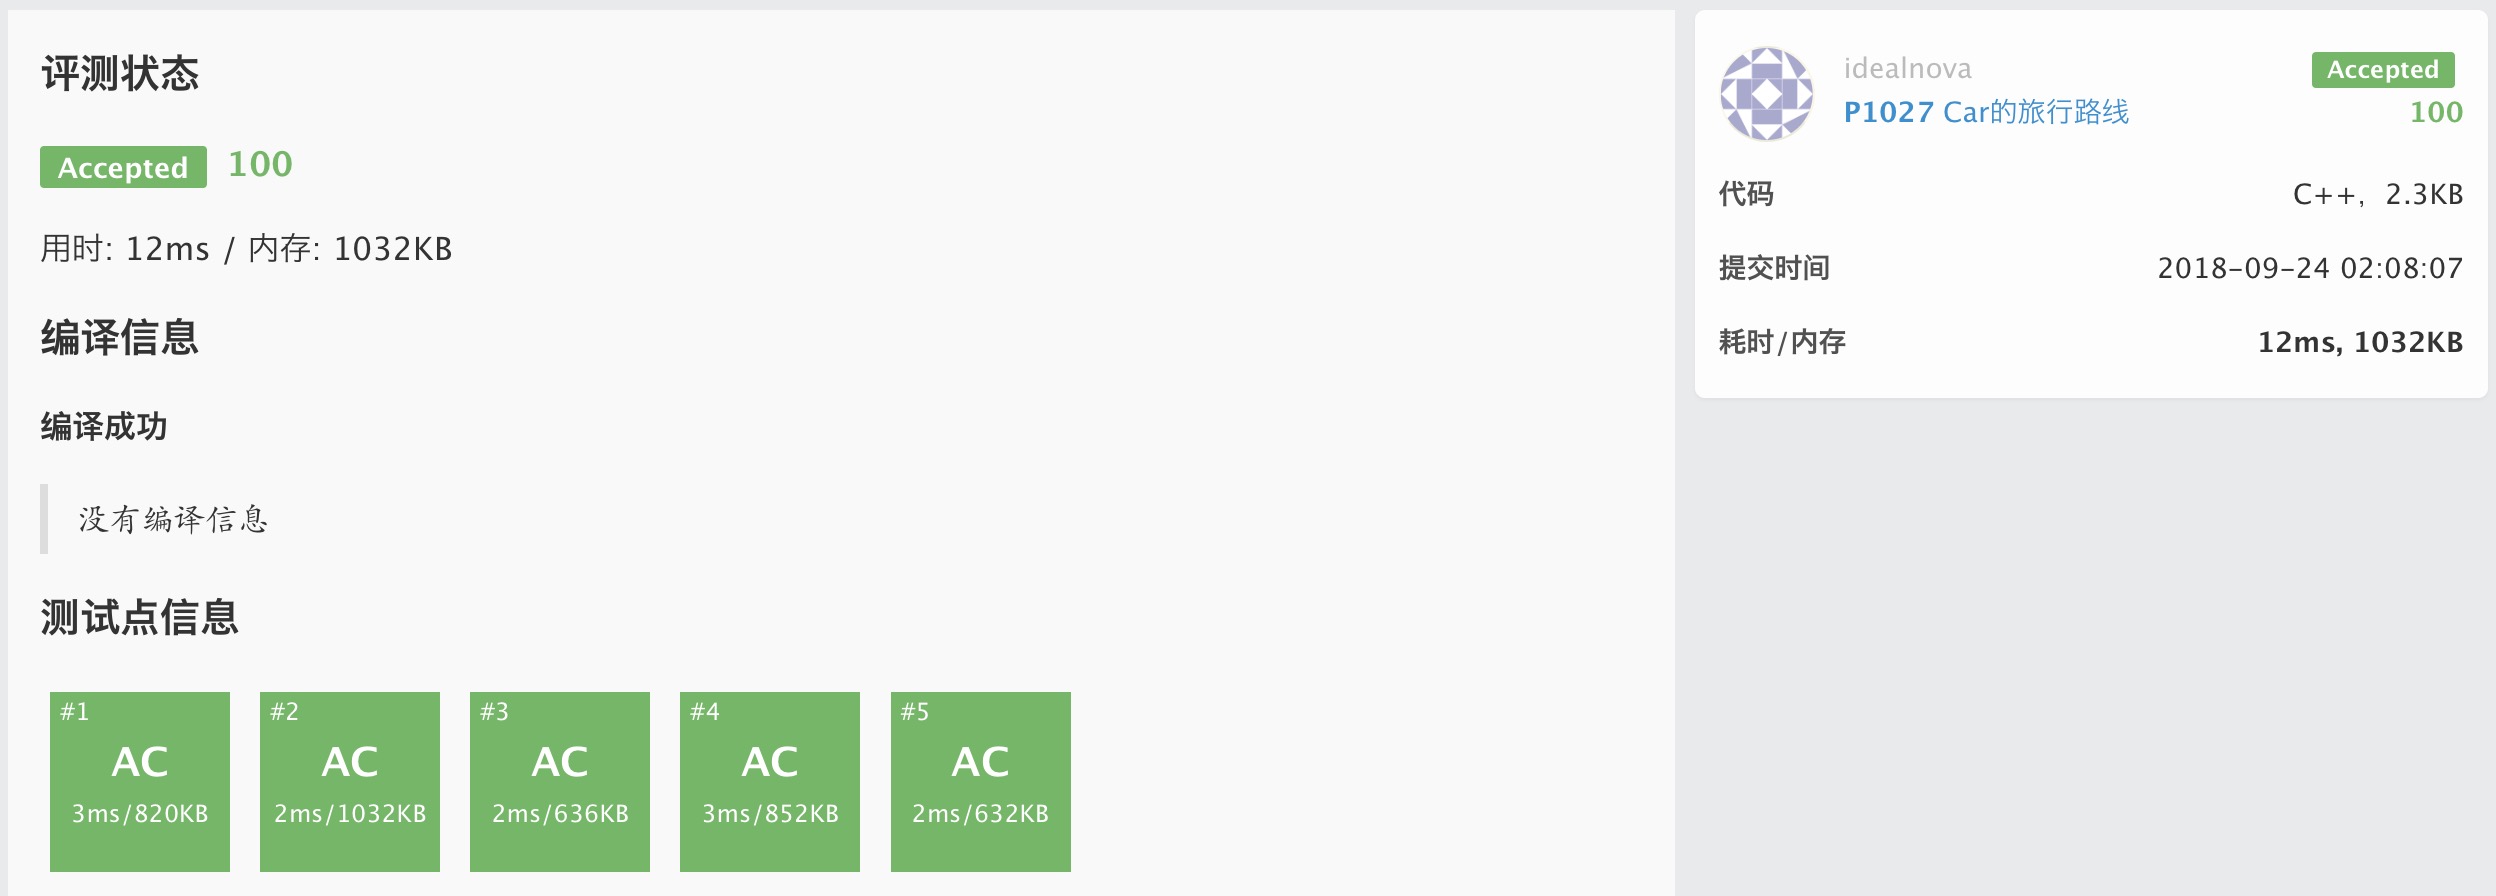 评测状态
Accepted 100
用时: 12ms / 内存: 1032KB
编译信息
编译成功
没有编译信息
测试点信息
#1 #2 #3 #4 #5
AC AC AC AC AC
3ms/820KB 2ms/1032KB 2ms/636KB 3ms/852KB 2ms/632KB
idealnova Accepted
P1027 Car的旅行路线 100
代码 C++, 2.3KB
提交时间 2018-09-24 02:08:07
耗时/内存 12ms, 1032KB